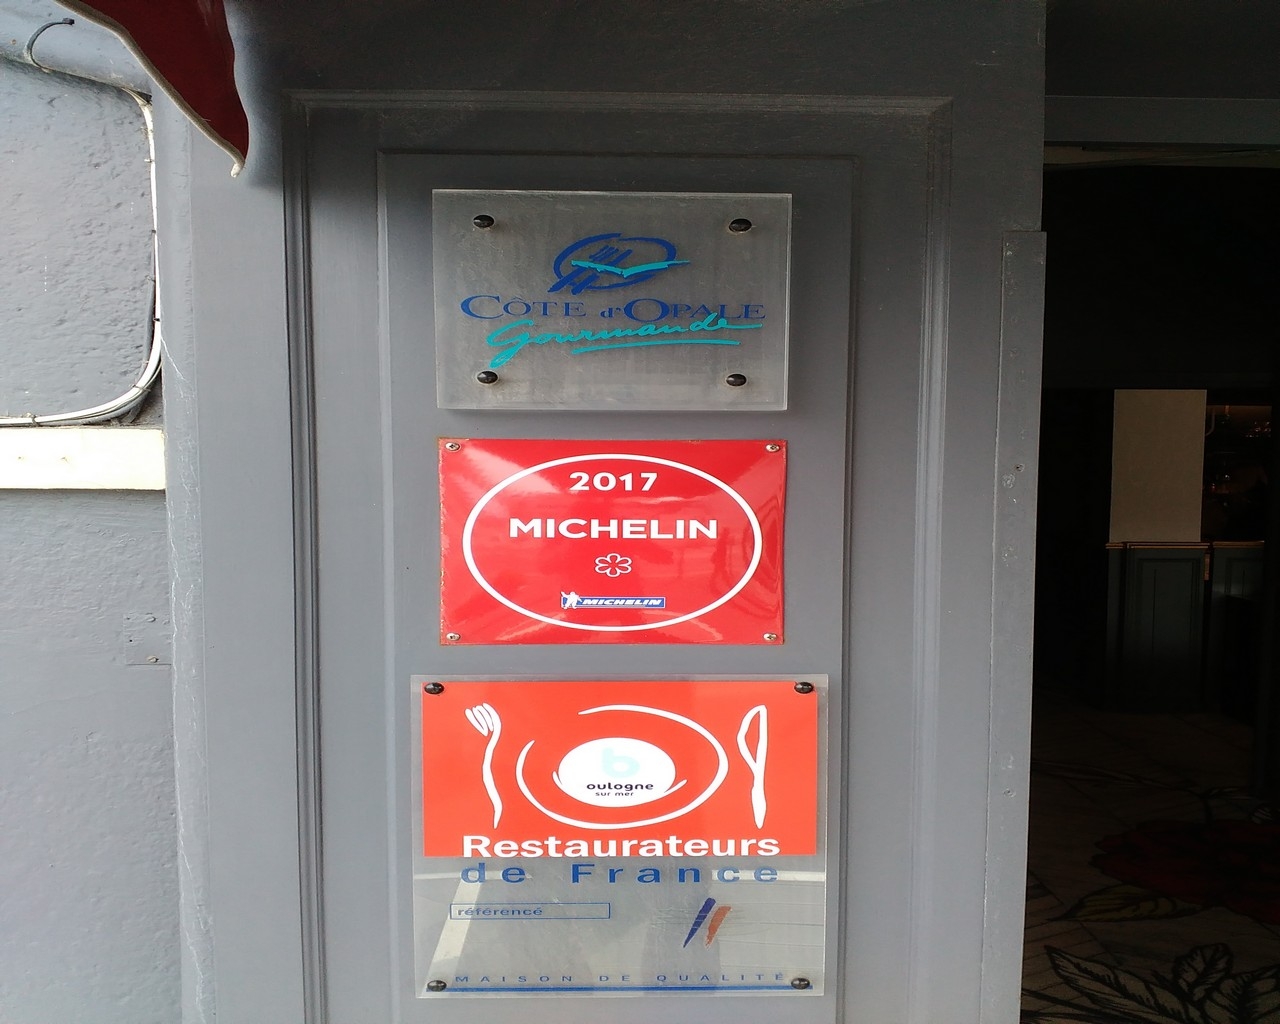 CÔTE d'OPALE
Gourmande
2017
MICHELIN
MICHELIN
b
oulogne
sur mer
Restaurateurs
de France
référencé
MAISON DE QUALITÉ